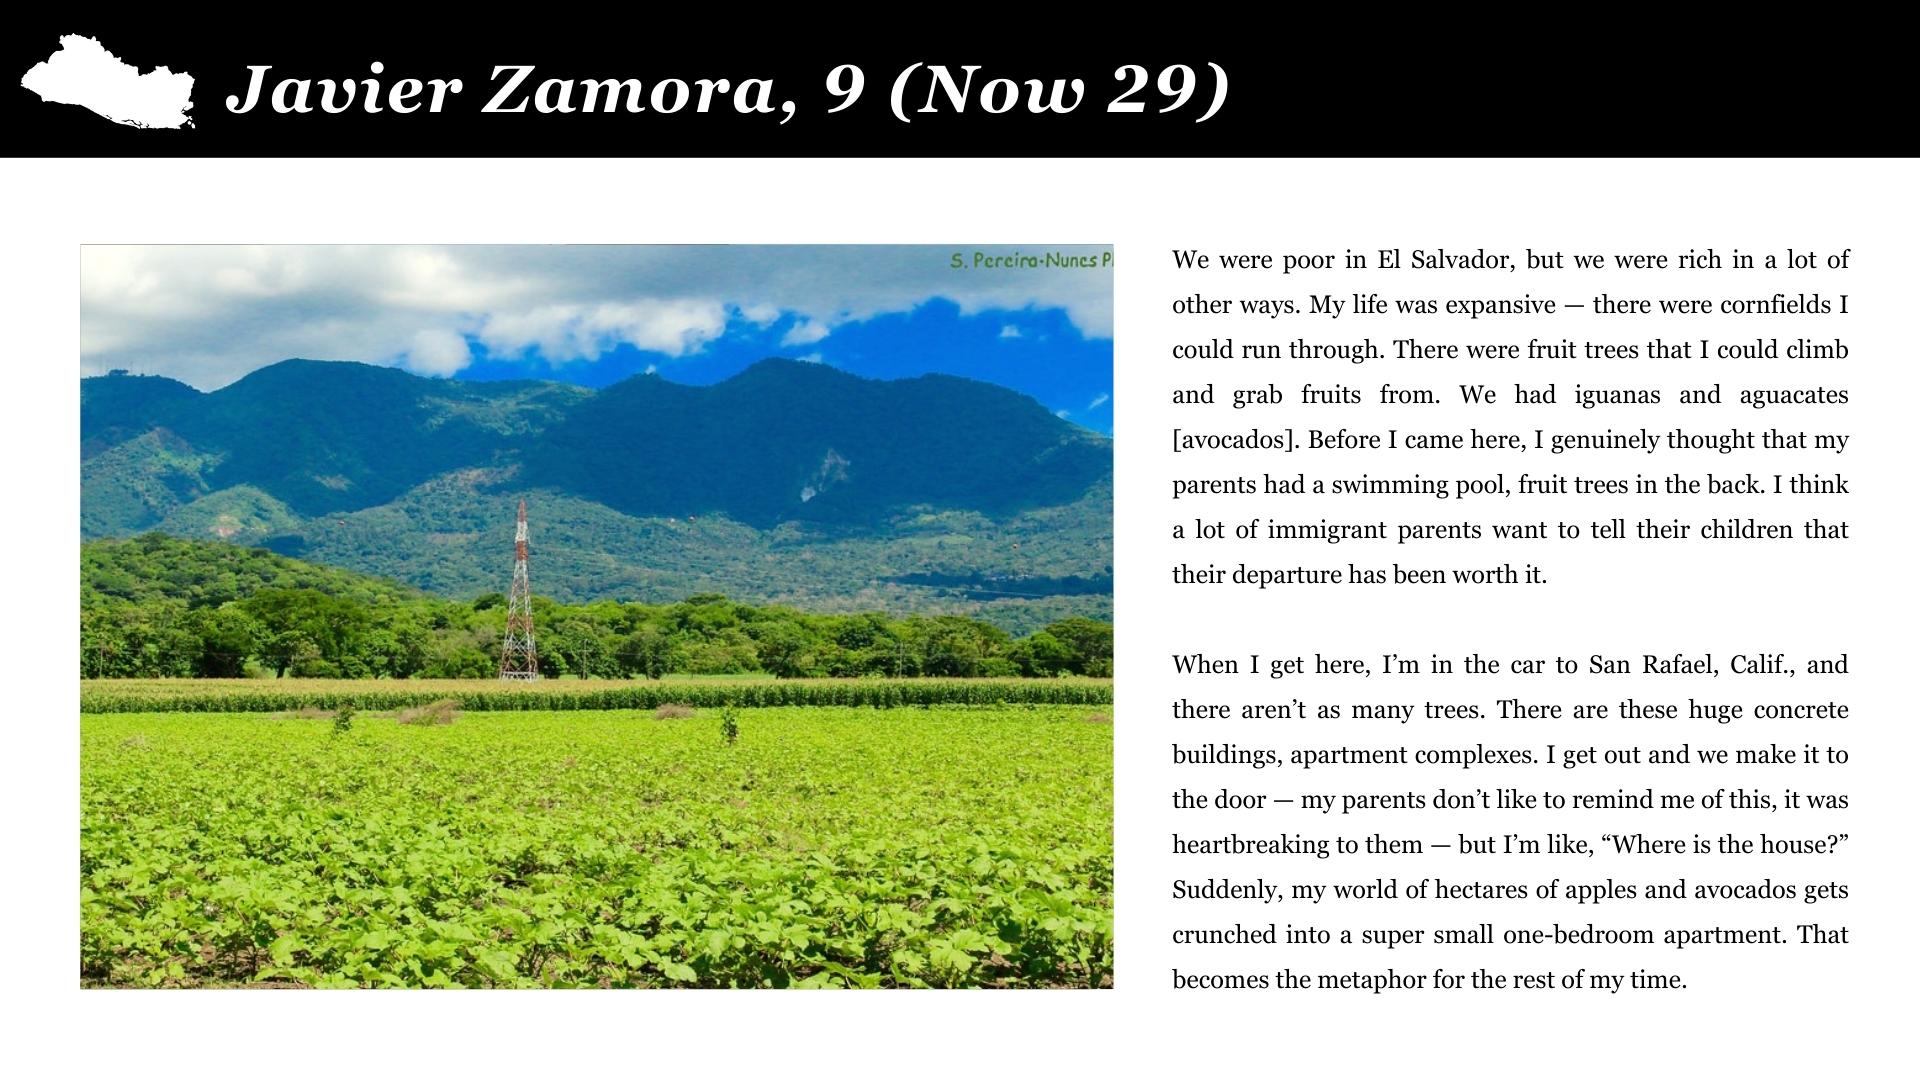 Javier Zamora, 9 (Now 29)
S. Pereira-Nunes
We were poor in El Salvador, but we were rich in a lot of
other ways. My life was expansive — there were cornfields I
could run through. There were fruit trees that I could climb
and grab fruits from. We had iguanas and aguacates
[avocados]. Before I came here, I genuinely thought that my
parents had a swimming pool, fruit trees in the back. I think
a lot of immigrant parents want to tell their children that
their departure has been worth it.
When I get here, I’m in the car to San Rafael, Calif., and
there aren’t as many trees. There are these huge concrete
buildings, apartment complexes. I get out and we make it to
the door — my parents don’t like to remind me of this, it was
heartbreaking to them — but I’m like, “Where is the house?”
Suddenly, my world of hectares of apples and avocados gets
crunched into a super small one-bedroom apartment. That
becomes the metaphor for the rest of my time.